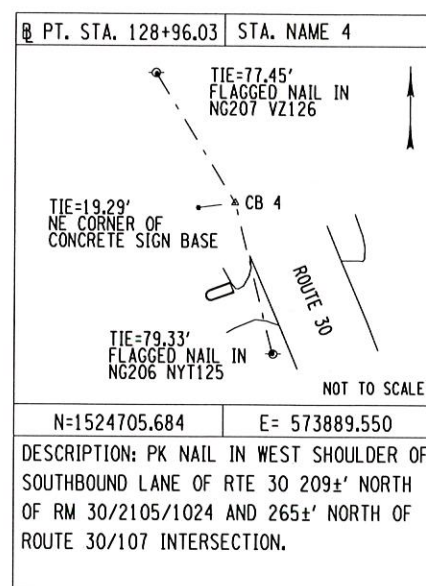 BL PT. STA. 128+96.03
STA. NAME 4
TIE=77.45'
FLAGGED NAIL IN
NG207 VZ126
CB 4
TIE=19.29'
NE CORNER OF
CONCRETE SIGN BASE
ROUTE 30
TIE=79.33'
FLAGGED NAIL IN
NG206 NYT125
NOT TO SCALE
N=1524705.684
E= 573889.550
DESCRIPTION: PK NAIL IN WEST SHOULDER OF
SOUTHBOUND LANE OF RTE 30 209±' NORTH
OF RM 30/2105/1024 AND 265±' NORTH OF
ROUTE 30/107 INTERSECTION.